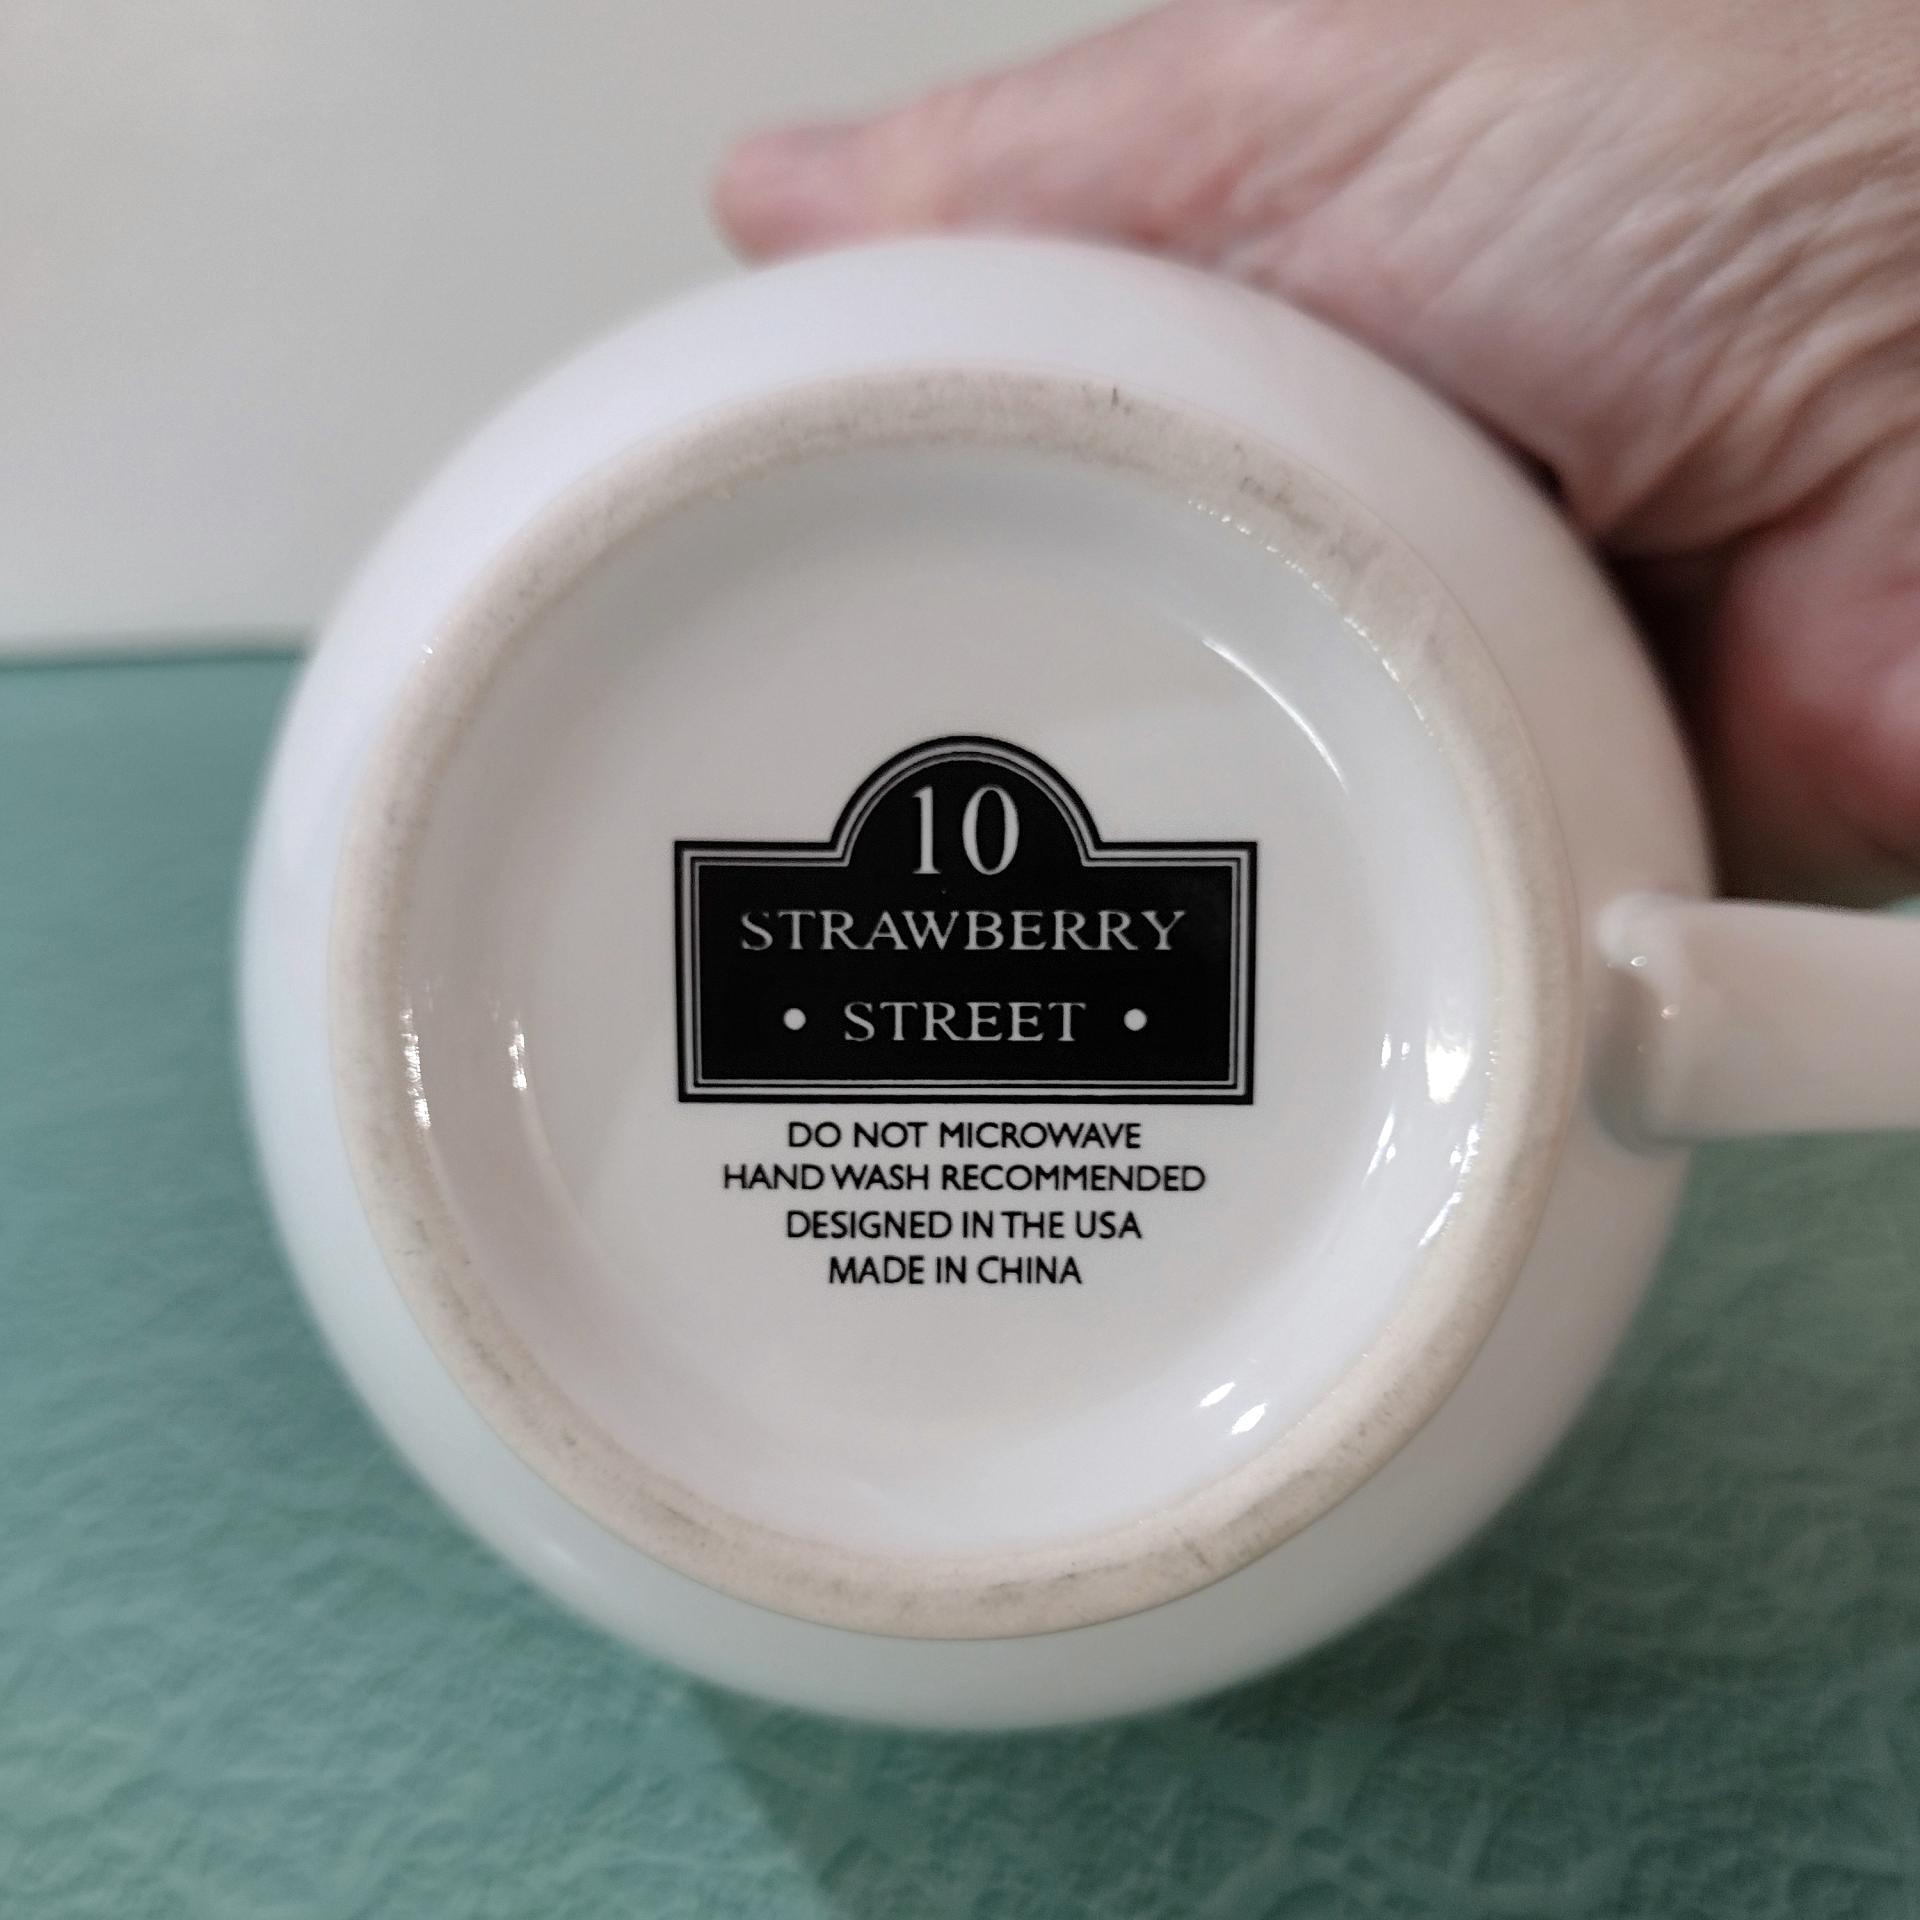 10
STRAWBERRY
• STREET •
DO NOT MICROWAVE
HAND WASH RECOMMENDED
DESIGNED IN THE USA
MADE IN CHINA